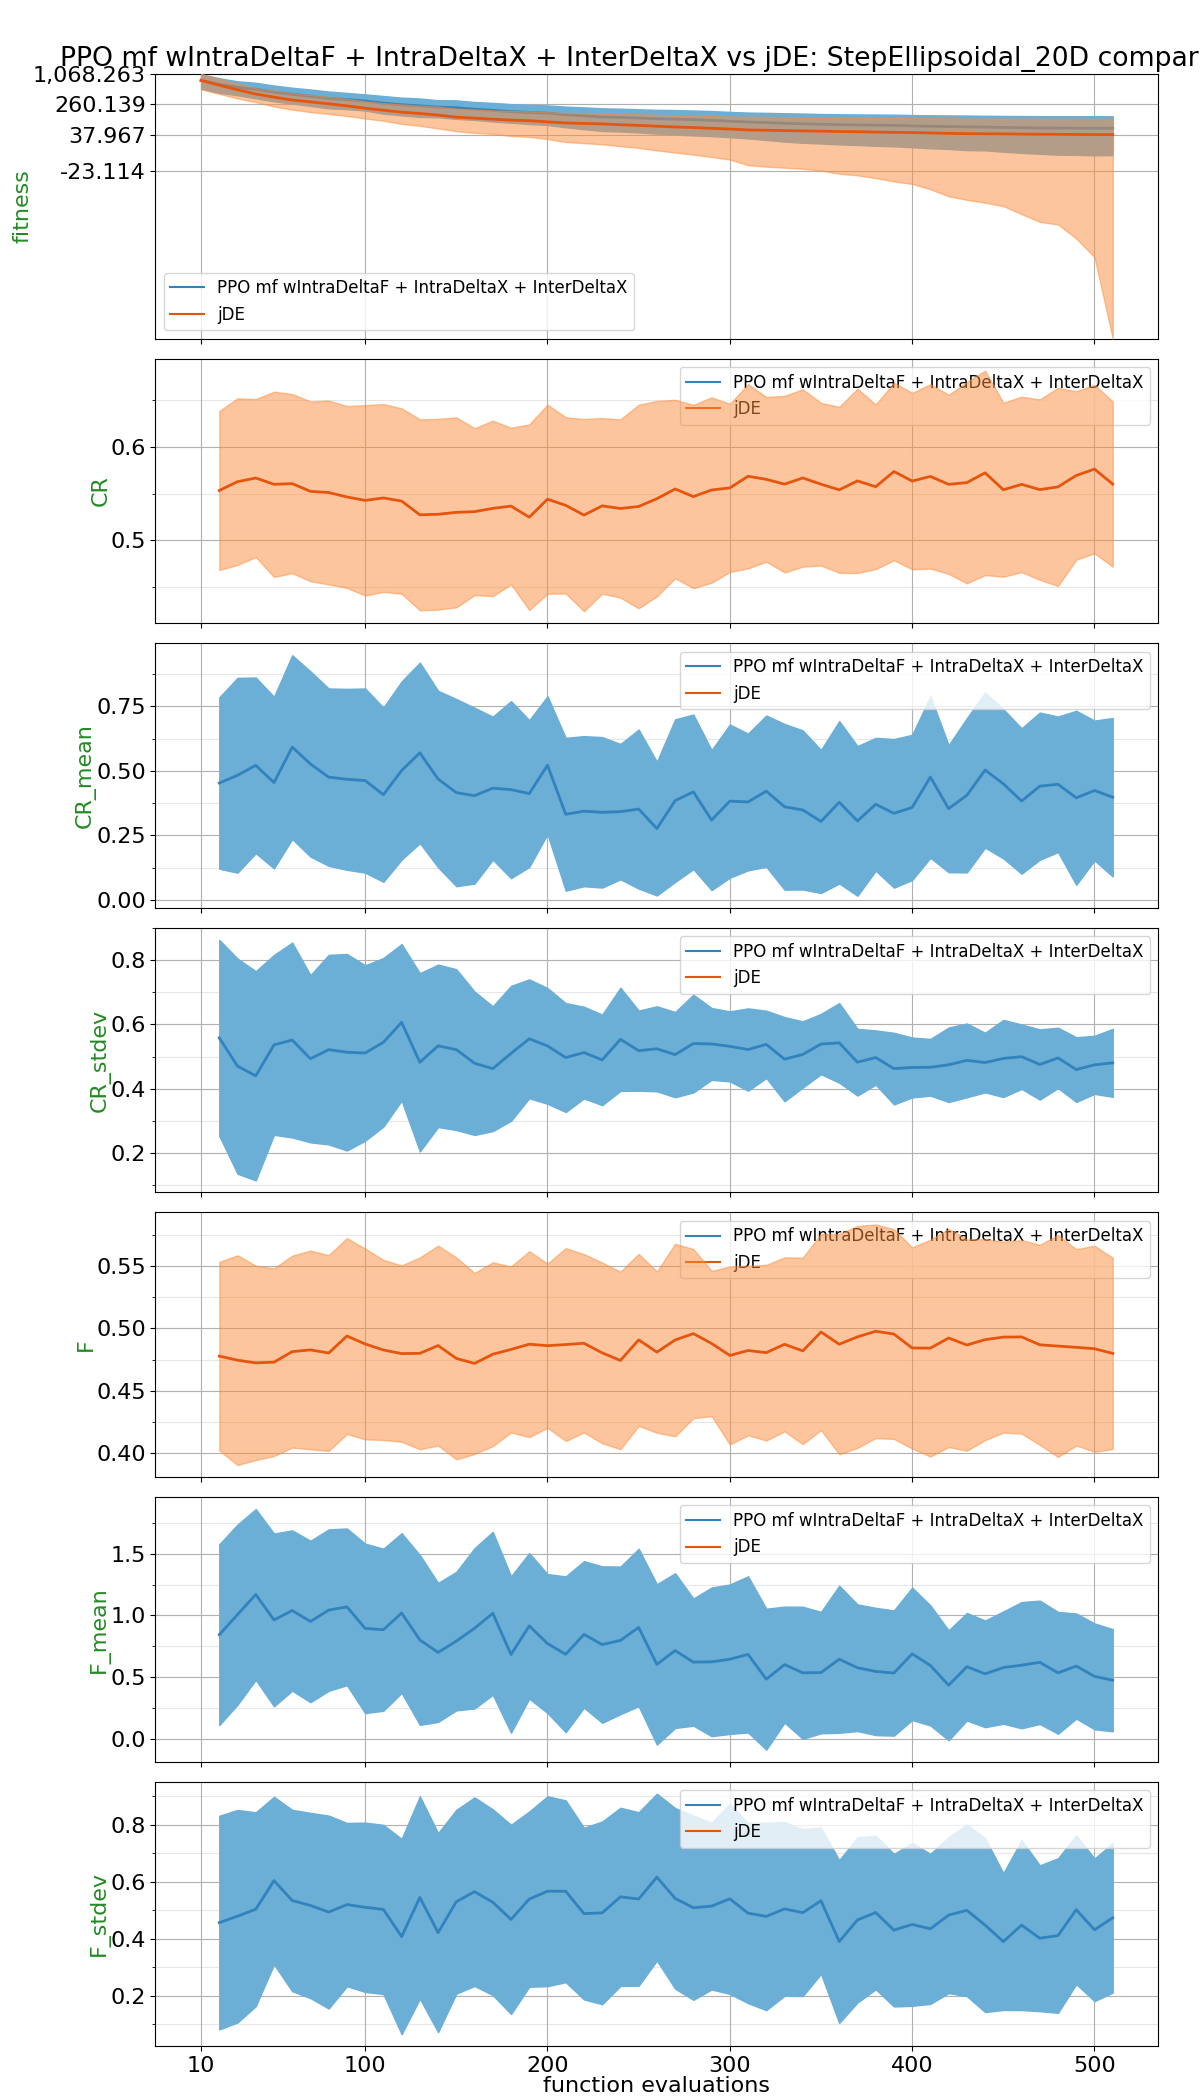 PPO mf wIntraDeltaF + IntraDeltaX + InterDeltaX vs jDE: StepEllipsoidal_20D compar
1,068.263
260.139
37.967
-23.114
fitness
PPO mf wIntraDeltaF + IntraDeltaX + InterDeltaX
jDE
PPO mf wIntraDeltaF + IntraDeltaX + InterDeltaX
jDE
0.6
0.5
CR
PPO mf wIntraDeltaF + IntraDeltaX + InterDeltaX
jDE
0.75
0.50
0.25
0.00
CR_mean
PPO mf wIntraDeltaF + IntraDeltaX + InterDeltaX
jDE
0.8
0.6
0.4
0.2
CR_stdev
PPO mf wIntraDeltaF + IntraDeltaX + InterDeltaX
jDE
0.55
0.50
0.45
0.40
F
PPO mf wIntraDeltaF + IntraDeltaX + InterDeltaX
jDE
1.5
1.0
0.5
0.0
F_mean
PPO mf wIntraDeltaF + IntraDeltaX + InterDeltaX
jDE
0.8
0.6
0.4
0.2
F_stdev
10 100 200 300 400 500
function evaluations